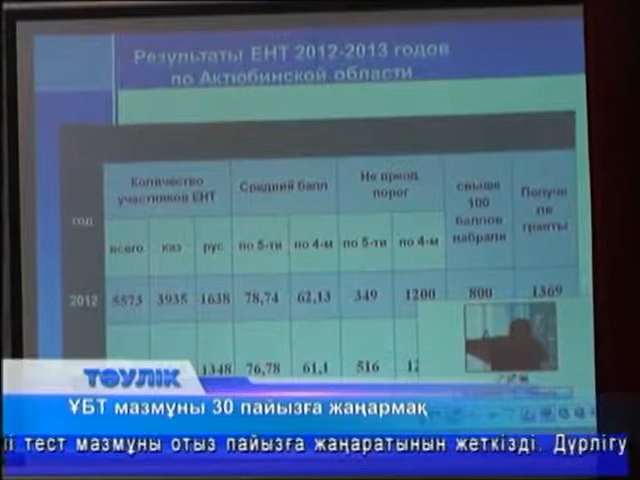 Результаты ЕНТ 2012-2013 годов
по Актюбинской области
год
Количество участников ЕНТ
Средний балл
Не преод. порог
свыше 100 баллов набрали
всего каз рус по 5-ти по 4-м по 5-ти по 4-м
2012 5573 3935 1638 78,74 62,13 349 1200 800 1369
1348 76,78 61,1 516
ТӘУЛІК
ҰБТ мазмұны 30 пайызға жаңармақ
тест мазмұны отыз пайызға жаңаратынын жеткізді. Дүрлігу